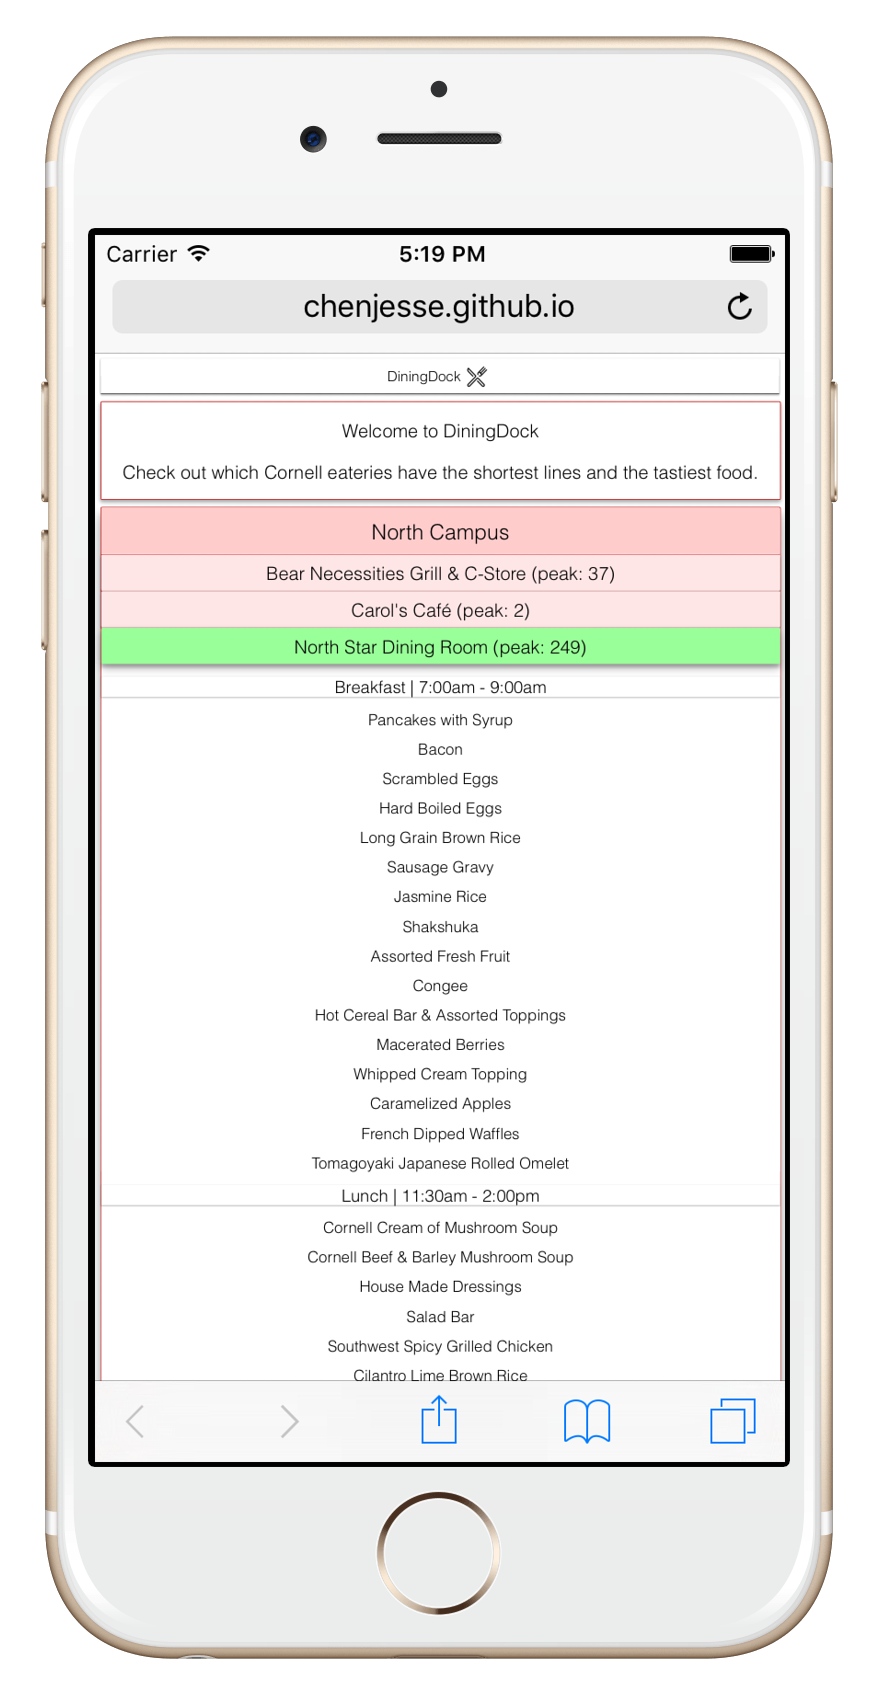 Carrier 5:19 PM
chenjesse.github.io
DiningDock
Welcome to DiningDock
Check out which Cornell eateries have the shortest lines and the tastiest food.
North Campus
Bear Necessities Grill & C-Store (peak: 37)
Carol's Café (peak: 2)
North Star Dining Room (peak: 249)
Breakfast | 7:00am - 9:00am
Pancakes with Syrup
Bacon
Scrambled Eggs
Hard Boiled Eggs
Long Grain Brown Rice
Sausage Gravy
Jasmine Rice
Shakshuka
Assorted Fresh Fruit
Congee
Hot Cereal Bar & Assorted Toppings
Macerated Berries
Whipped Cream Topping
Caramelized Apples
French Dipped Waffles
Tomagoyaki Japanese Rolled Omelet
Lunch | 11:30am - 2:00pm
Cornell Cream of Mushroom Soup
Cornell Beef & Barley Mushroom Soup
House Made Dressings
Salad Bar
Southwest Spicy Grilled Chicken
Cilantro Lime Brown Rice